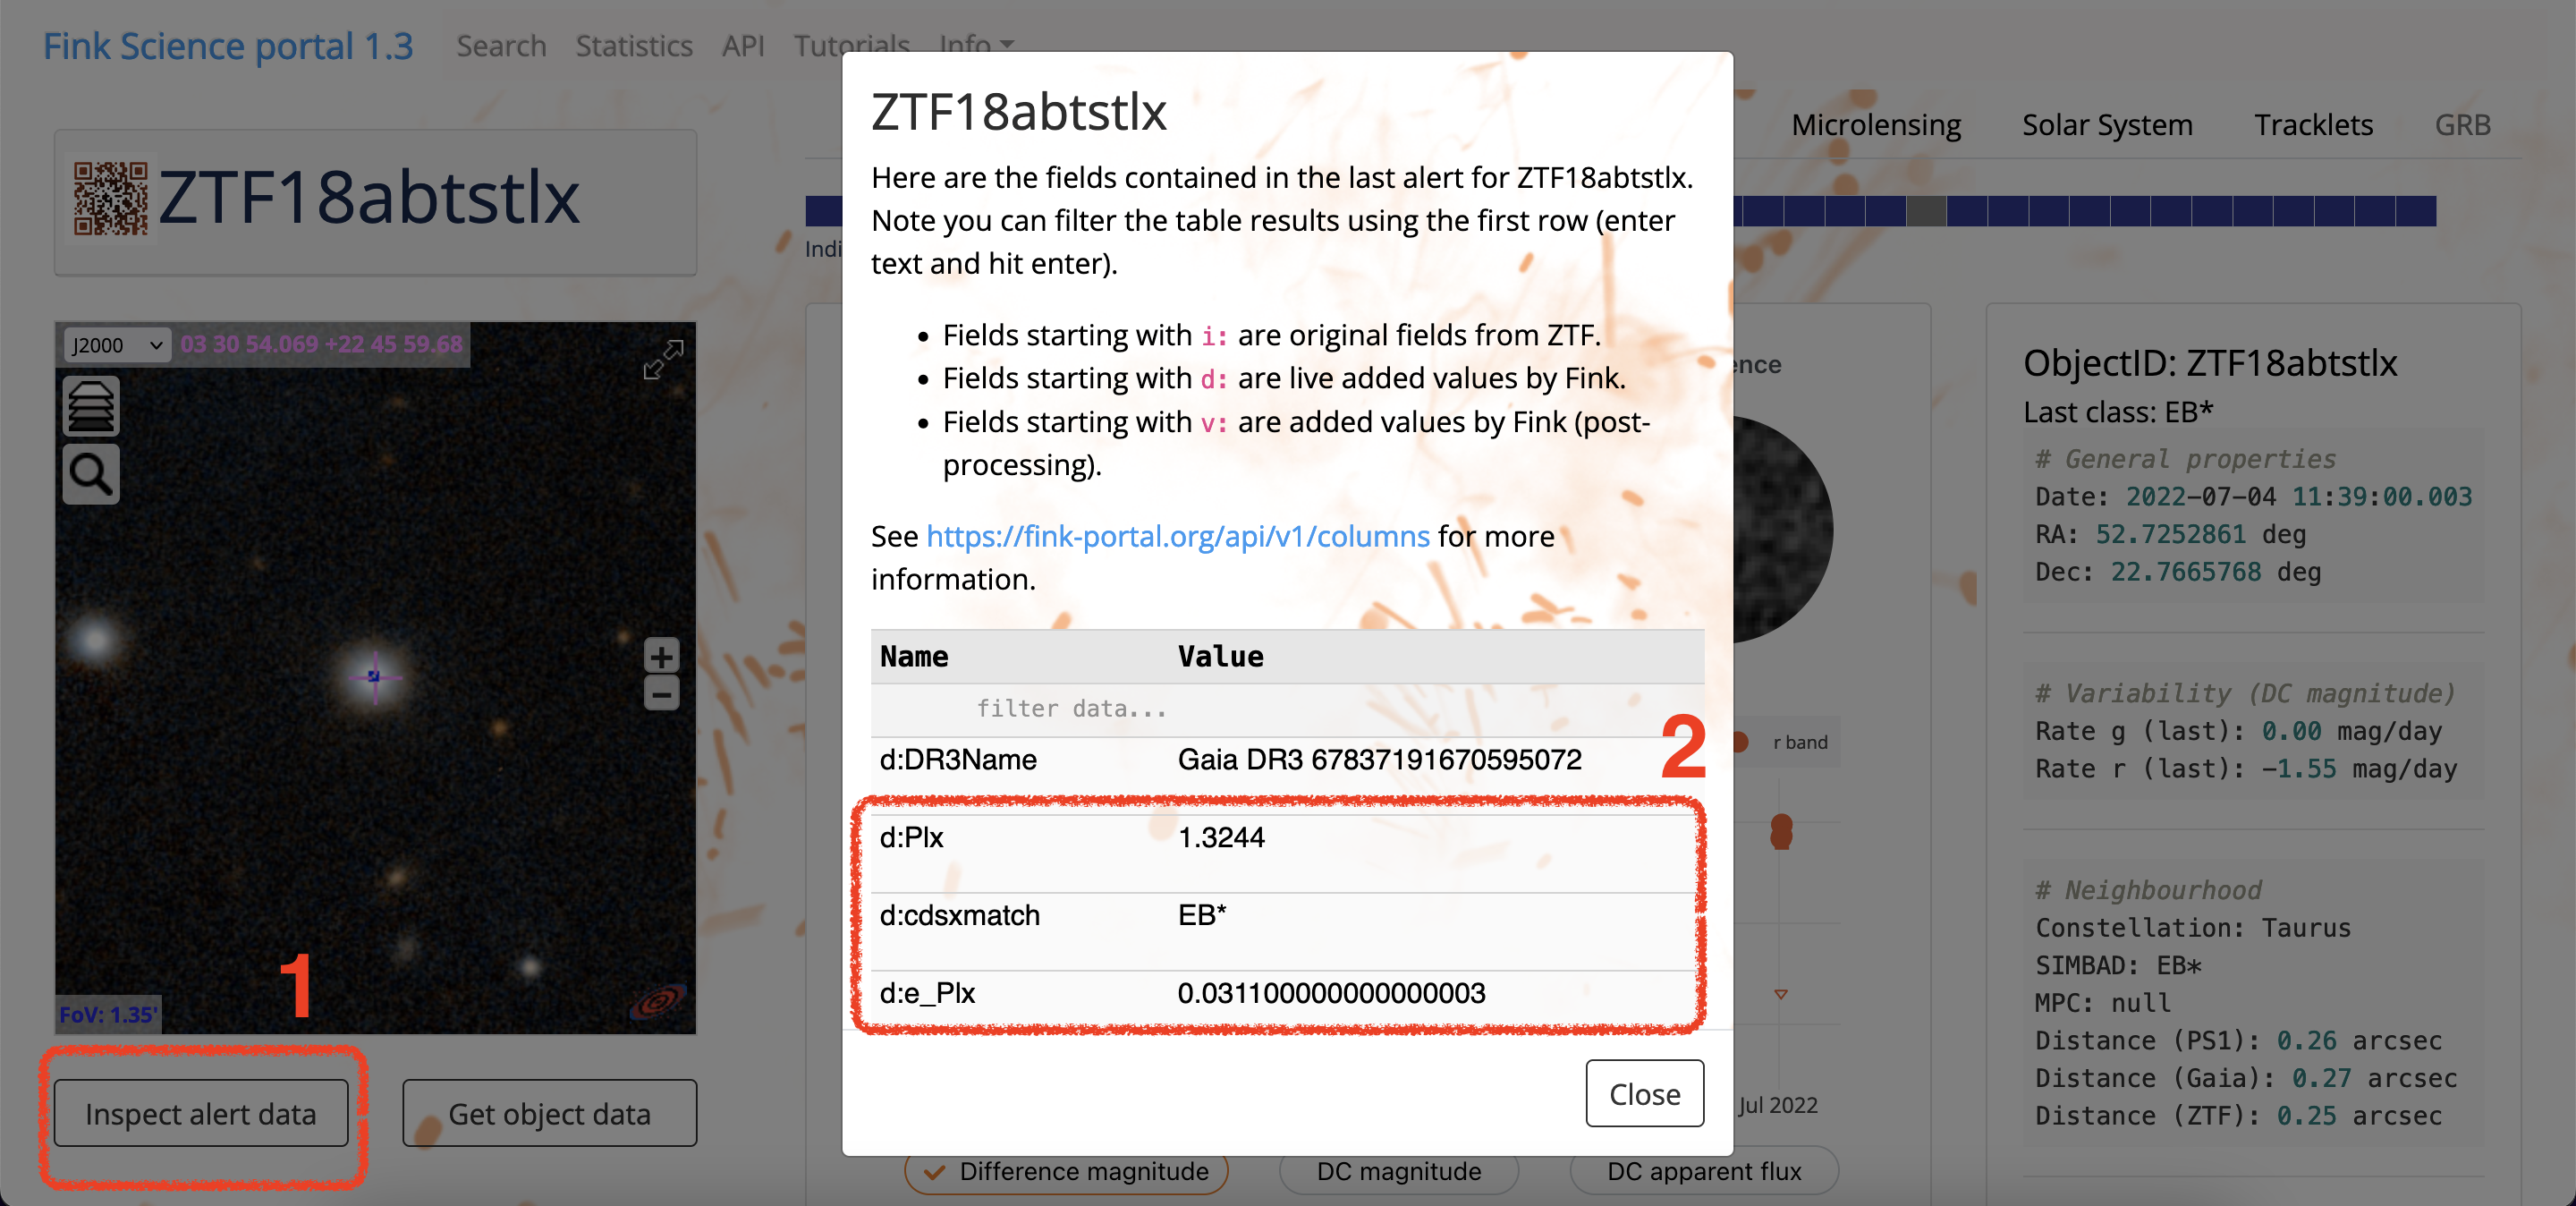 Fink Science portal 1.3
Search Statistics API Tutorials Info
ZTF18abtstlx
J2000 03 30 54.069 +22 45 59.68
FoV: 1.35'
1
Inspect alert data
Get object data
Indi
ZTF18abtstlx
Here are the fields contained in the last alert for ZTF18abtstlx.
Note you can filter the table results using the first row (enter
text and hit enter).
• Fields starting with i: are original fields from ZTF.
• Fields starting with d: are live added values by Fink.
• Fields starting with v: are added values by Fink (post-
processing).
See https://fink-portal.org/api/v1/columns for more
information.
Name Value
filter data...
2
d:DR3Name Gaia DR3 67837191670595072
d:Plx 1.3244
d:cdsxmatch EB*
d:e_Plx 0.031100000000000003
Close
Difference magnitude
DC magnitude
DC apparent flux
Microlensing Solar System Tracklets GRB
ence
r band
Jul 2022
ObjectID: ZTF18abtstlx
Last class: EB*
# General properties
Date: 2022-07-04 11:39:00.003
RA: 52.7252861 deg
Dec: 22.7665768 deg
# Variability (DC magnitude)
Rate g (last): 0.00 mag/day
Rate r (last): -1.55 mag/day
# Neighbourhood
Constellation: Taurus
SIMBAD: EB*
MPC: null
Distance (PS1): 0.26 arcsec
Distance (Gaia): 0.27 arcsec
Distance (ZTF): 0.25 arcsec